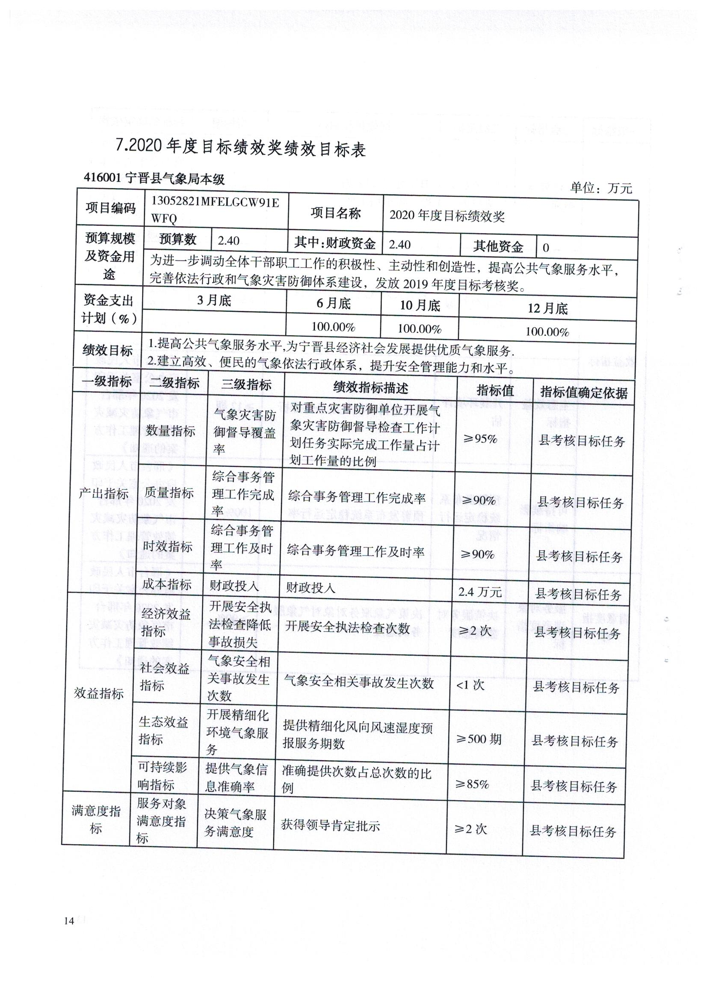 7.2020 年度目标绩效奖绩效目标表
416001 宁晋县气象局本级
单位：万元
项目编码
13052821MFELGCW91E
WFQ
项目名称
2020 年度目标绩效奖
预算规模
及资金用
途
预算数
2.40
其中:财政资金
2.40
其他资金
0
为进一步调动全体干部职工工作的积极性、主动性和创造性，提高公共气象服务水平，
完善依法行政和气象灾害防御体系建设，发放 2019 年度目标考核奖。
资金支出
计划（%）
3 月底
6 月底
10 月底
12 月底
100.00%
100.00%
100.00%
绩效目标
1.提高公共气象服务水平,为宁晋县经济社会发展提供优质气象服务.
2.建立高效、便民的气象依法行政体系，提升安全管理能力和水平。
一级指标
二级指标
三级指标
绩效指标描述
指标值
指标值确定依据
产出指标
数量指标
气象灾害防
御督导覆盖
率
对重点灾害防御单位开展气
象灾害防御督导检查工作计
划任务实际完成工作量占计
划工作量的比例
≥95%
县考核目标任务
质量指标
综合事务管
理工作完成
率
综合事务管理工作完成率
≥90%
县考核目标任务
时效指标
综合事务管
理工作及时
率
综合事务管理工作及时率
≥90%
县考核目标任务
成本指标
财政投入
财政投入
2.4 万元
县考核目标任务
效益指标
经济效益
指标
开展安全执
法检查降低
事故损失
开展安全执法检查次数
≥2 次
县考核目标任务
社会效益
指标
气象安全相
关事故发生
次数
气象安全相关事故发生次数
<1 次
县考核目标任务
生态效益
指标
开展精细化
环境气象服
务
提供精细化风向风速湿度预
报服务期数
≥500 期
县考核目标任务
可持续影
响指标
提供气象信
息准确率
准确提供次数占总次数的比
例
≥85%
县考核目标任务
满意度指
标
服务对象
满意度指
标
决策气象服
务满意度
获得领导肯定批示
≥2 次
县考核目标任务
14